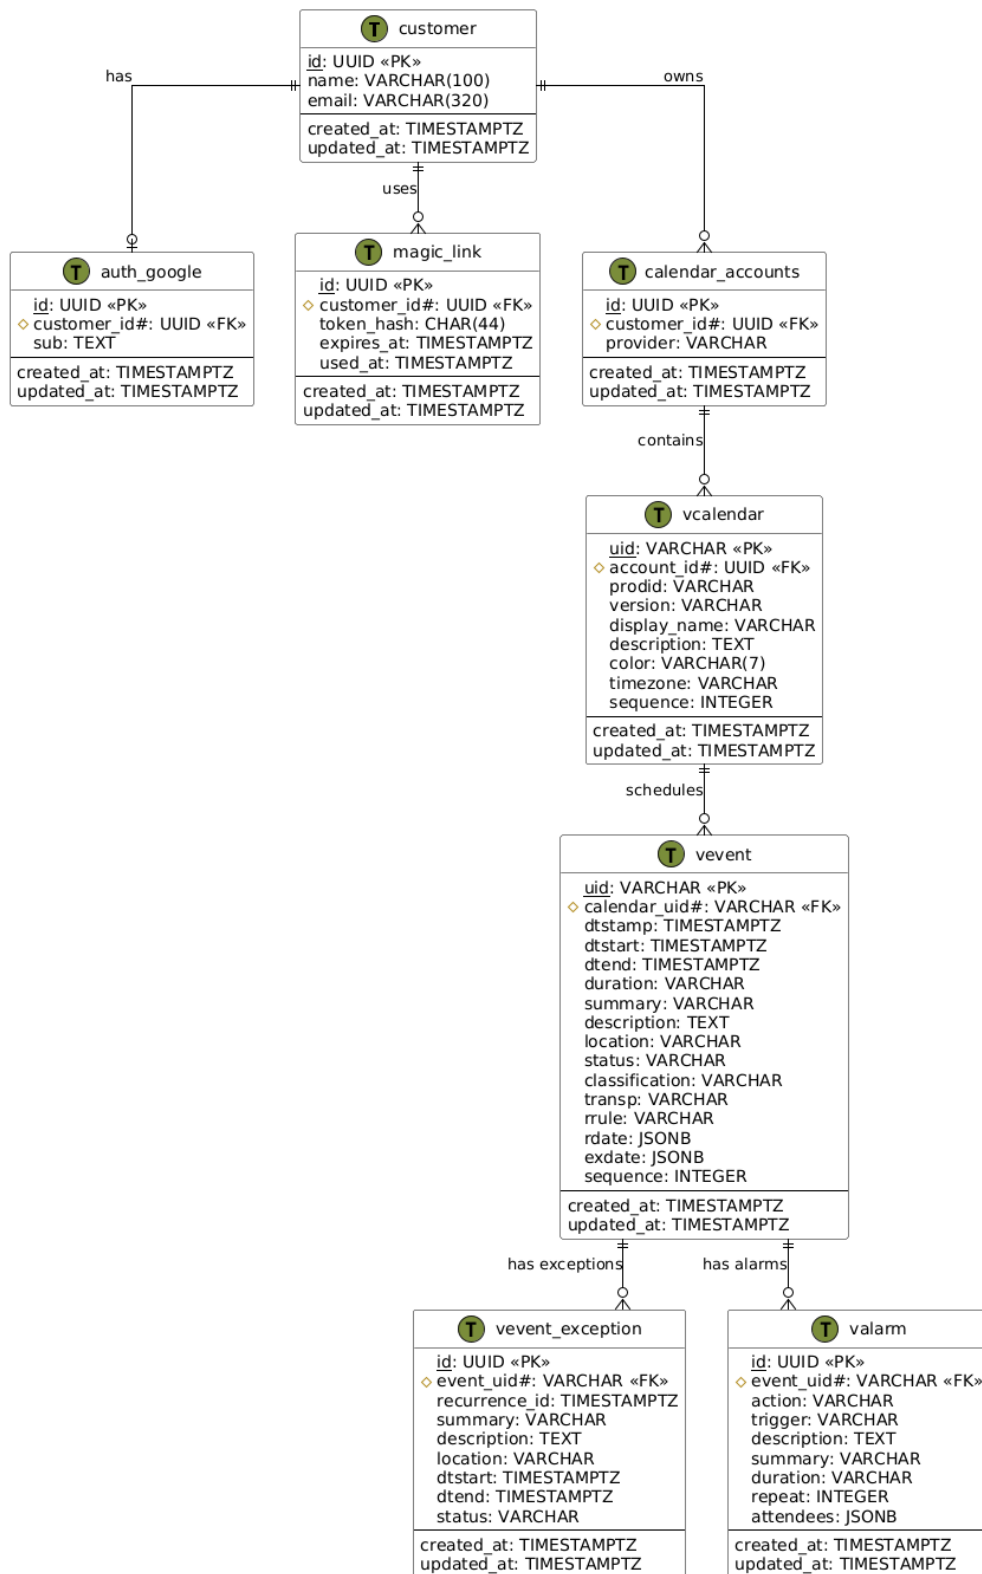 T customer
id: UUID «PK»
name: VARCHAR(100)
email: VARCHAR(320)
created_at: TIMESTAMPTZ
updated_at: TIMESTAMPTZ
has
owns
uses
T auth_google
id: UUID «PK»
customer_id#: UUID «FK»
sub: TEXT
created_at: TIMESTAMPTZ
updated_at: TIMESTAMPTZ
T magic_link
id: UUID «PK»
customer_id#: UUID «FK»
token_hash: CHAR(44)
expires_at: TIMESTAMPTZ
used_at: TIMESTAMPTZ
created_at: TIMESTAMPTZ
updated_at: TIMESTAMPTZ
T calendar_accounts
id: UUID «PK»
customer_id#: UUID «FK»
provider: VARCHAR
created_at: TIMESTAMPTZ
updated_at: TIMESTAMPTZ
contains
T vcalendar
uid: VARCHAR «PK»
account_id#: UUID «FK»
prodid: VARCHAR
version: VARCHAR
display_name: VARCHAR
description: TEXT
color: VARCHAR(7)
timezone: VARCHAR
sequence: INTEGER
created_at: TIMESTAMPTZ
updated_at: TIMESTAMPTZ
schedules
T vevent
uid: VARCHAR «PK»
calendar_uid#: VARCHAR «FK»
dtstamp: TIMESTAMPTZ
dtstart: TIMESTAMPTZ
dtend: TIMESTAMPTZ
duration: VARCHAR
summary: VARCHAR
description: TEXT
location: VARCHAR
status: VARCHAR
classification: VARCHAR
transp: VARCHAR
rrule: VARCHAR
rdate: JSONB
exdate: JSONB
sequence: INTEGER
created_at: TIMESTAMPTZ
updated_at: TIMESTAMPTZ
has exceptions
has alarms
T vevent_exception
id: UUID «PK»
event_uid#: VARCHAR «FK»
recurrence_id: TIMESTAMPTZ
summary: VARCHAR
description: TEXT
location: VARCHAR
dtstart: TIMESTAMPTZ
dtend: TIMESTAMPTZ
status: VARCHAR
created_at: TIMESTAMPTZ
updated_at: TIMESTAMPTZ
T valarm
id: UUID «PK»
event_uid#: VARCHAR «FK»
action: VARCHAR
trigger: VARCHAR
description: TEXT
summary: VARCHAR
duration: VARCHAR
repeat: INTEGER
attendees: JSONB
created_at: TIMESTAMPTZ
updated_at: TIMESTAMPTZ